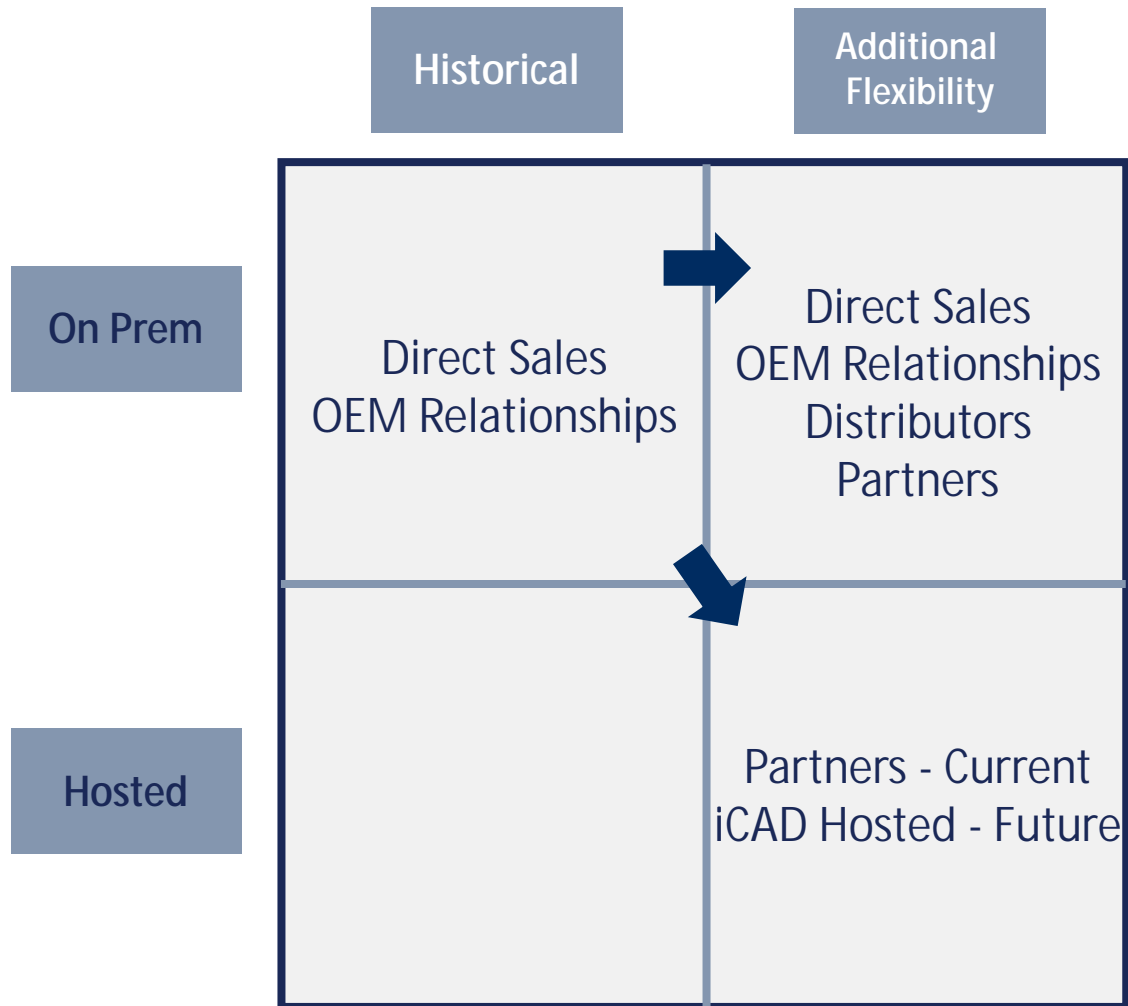 Historical
Additional
Flexibility
On Prem
Direct Sales
OEM Relationships
Direct Sales
OEM Relationships
Distributors
Partners
Hosted
Partners - Current
iCAD Hosted - Future